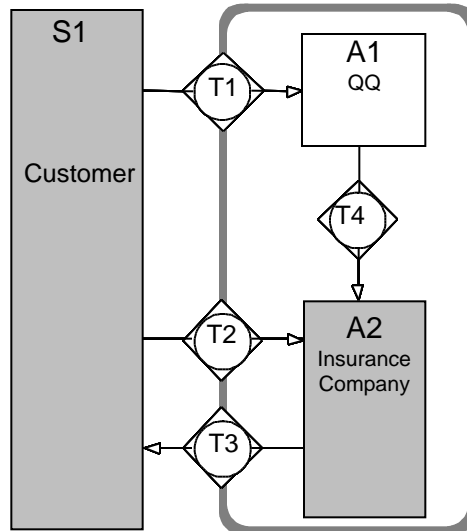 S1
Customer
T1
A1
QQ
T4
T2
A2
Insurance
Company
T3